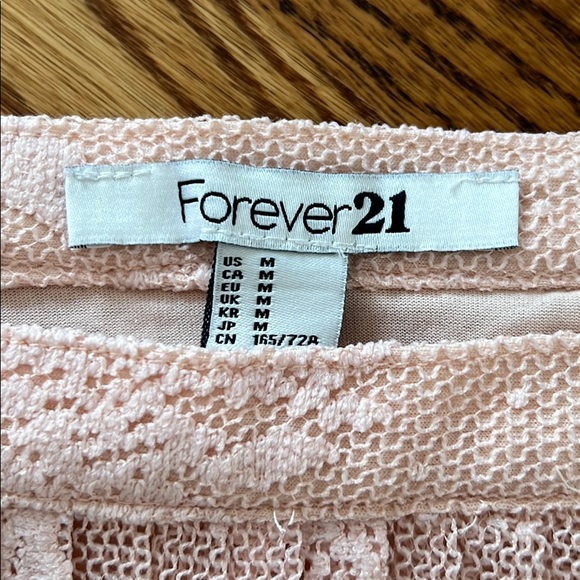 Forever21
US M
CA M
EU M
UK M
KR M
JP M
CN 165/72A